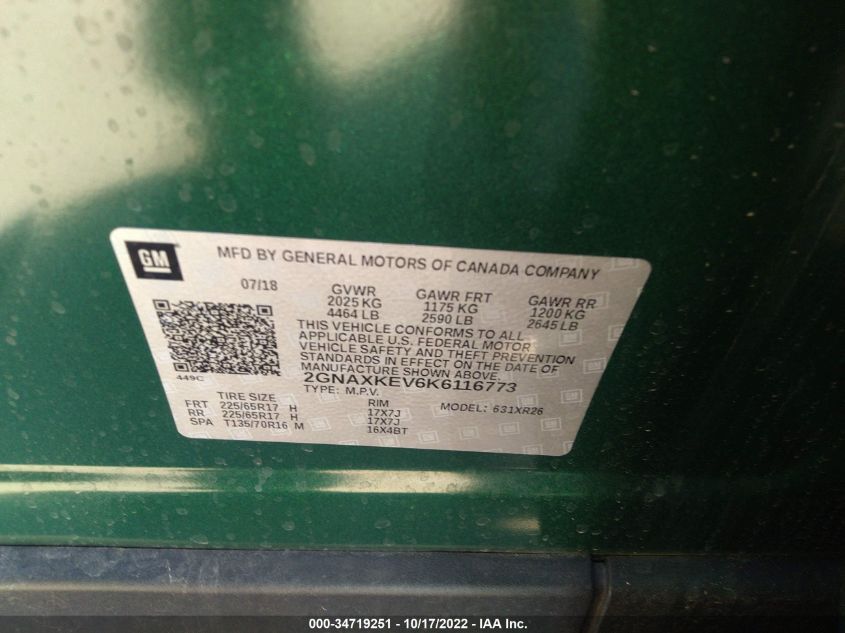 GM
MFD BY GENERAL MOTORS OF CANADA COMPANY
07/18 GVWR GAWR FRT GAWR RR
2025 KG 1175 KG 1200 KG
4464 LB 2590 LB 2645 LB
THIS VEHICLE CONFORMS TO ALL
APPLICABLE U.S. FEDERAL MOTOR
VEHICLE SAFETY AND THEFT PREVENTION
STANDARDS IN EFFECT ON THE DATE OF
MANUFACTURE SHOWN ABOVE.
449C 2GNAXKEV6K6116773
TYPE: M.P.V. MODEL: 631XR26
TIRE SIZE RIM
FRT 225/65R17 H 17X7J
RR 225/65R17 H 17X7J
SPA T135/70R16 M 16X4BT
000-34719251 - 10/17/2022 - IAA Inc.